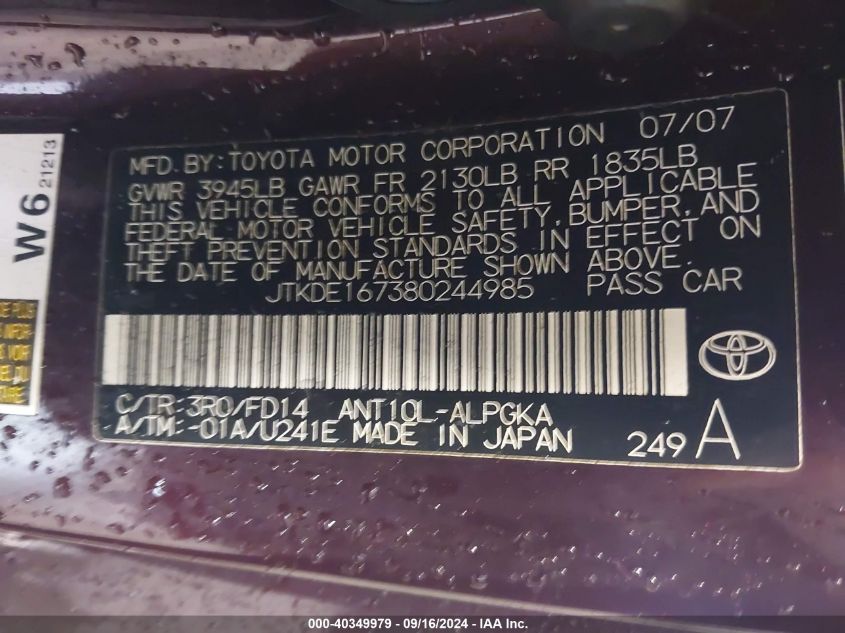 MFD.BY:TOYOTA MOTOR CORPORATION 07/07
GVWR 3945LB GAWR FR 2130LB RR 1835LB
THIS VEHICLE CONFORMS TO ALL APPLICABLE
FEDERAL MOTOR VEHICLE SAFETY,BUMPER,AND
THEFT PREVENTION STANDARDS IN EFFECT ON
THE DATE OF MANUFACTURE SHOWN ABOVE.
JTKDE167380244985 PASS CAR
C/TR:3R0/FD14 ANT10L-ALPGKA
A/TM:-01A/U241E MADE IN JAPAN 249 A
W6 21213
000-40349979 - 09/16/2024 - IAAI Inc.